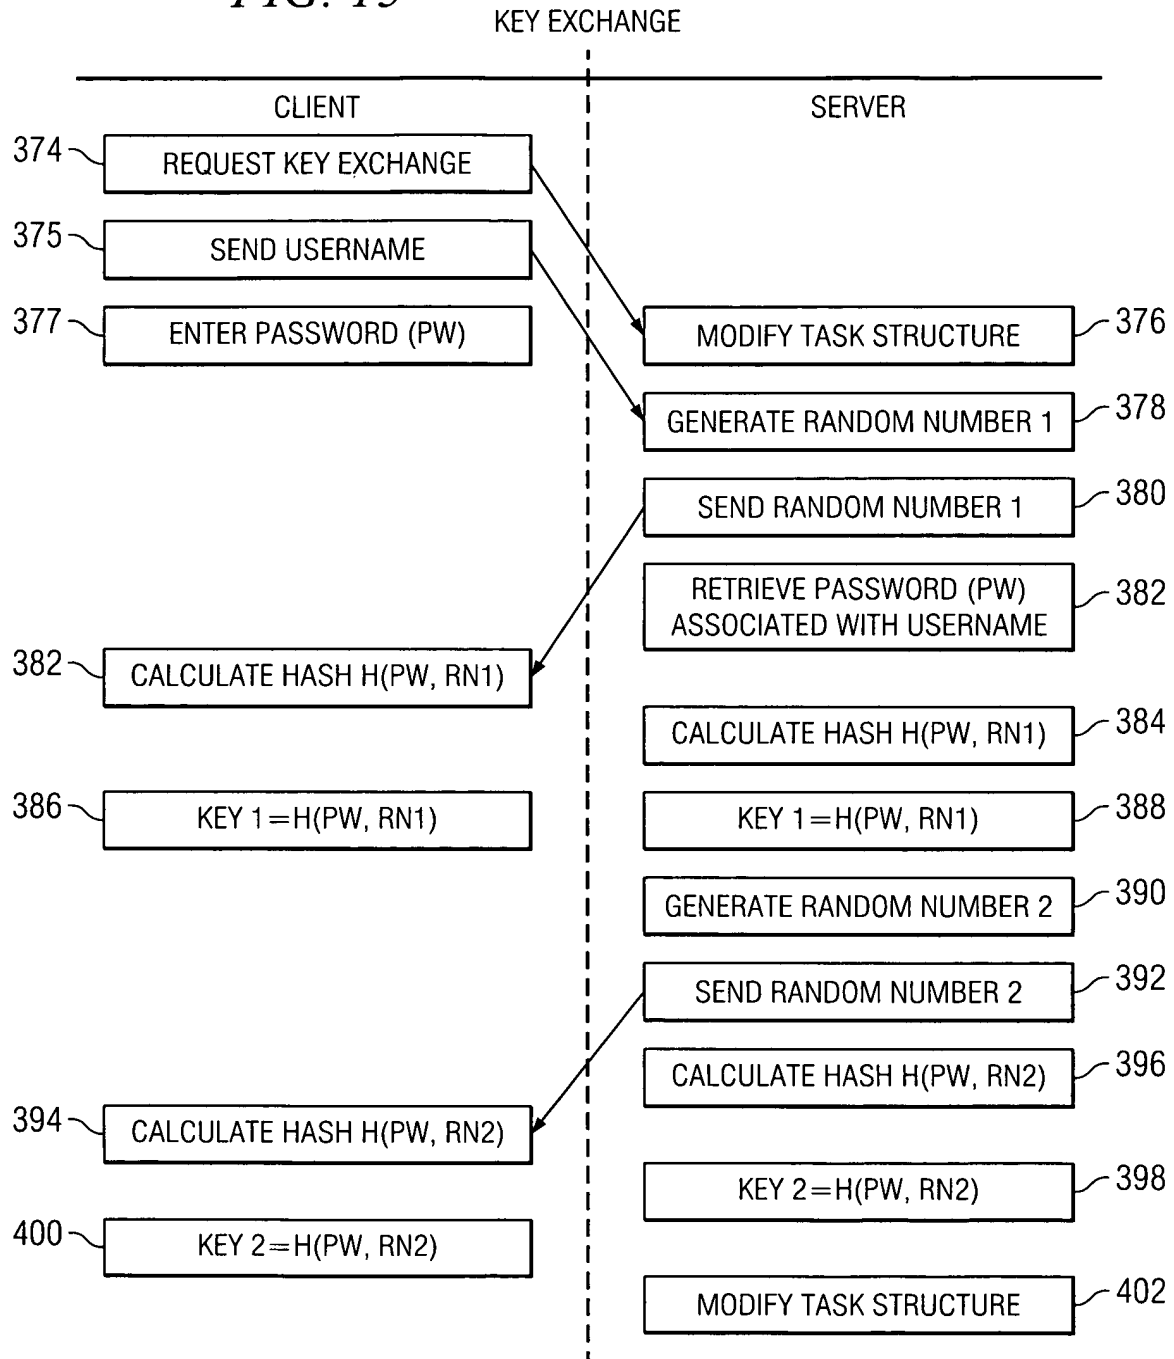 KEY EXCHANGE
CLIENT
SERVER
374
REQUEST KEY EXCHANGE
375
SEND USERNAME
377
ENTER PASSWORD (PW)
MODIFY TASK STRUCTURE
376
GENERATE RANDOM NUMBER 1
378
SEND RANDOM NUMBER 1
380
RETRIEVE PASSWORD (PW)
ASSOCIATED WITH USERNAME
382
382
CALCULATE HASH H(PW, RN1)
CALCULATE HASH H(PW, RN1)
384
386
KEY 1=H(PW, RN1)
KEY 1=H(PW, RN1)
388
GENERATE RANDOM NUMBER 2
390
SEND RANDOM NUMBER 2
392
CALCULATE HASH H(PW, RN2)
396
394
CALCULATE HASH H(PW, RN2)
KEY 2=H(PW, RN2)
398
400
KEY 2=H(PW, RN2)
MODIFY TASK STRUCTURE
402